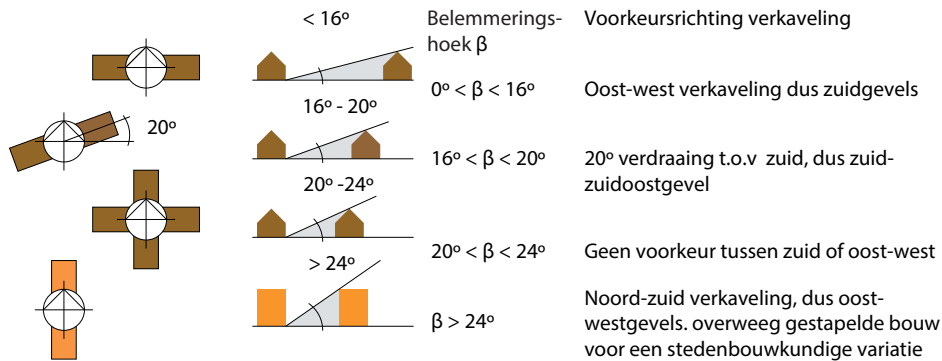 < 16º
Belemmerings-
hoek β
Voorkeursrichting verkaveling
0º < β < 16º
Oost-west verkaveling dus zuidgevels
20º
16º - 20º
16º < β < 20º
20º verdraaing t.o.v zuid, dus zuid-
zuidoostgevel
20º -24º
20º < β < 24º
Geen voorkeur tussen zuid of oost-west
> 24º
β > 24º
Noord-zuid verkaveling, dus oost-
westgevels. overweeg gestapelde bouw
voor een stedenbouwkundige variatie